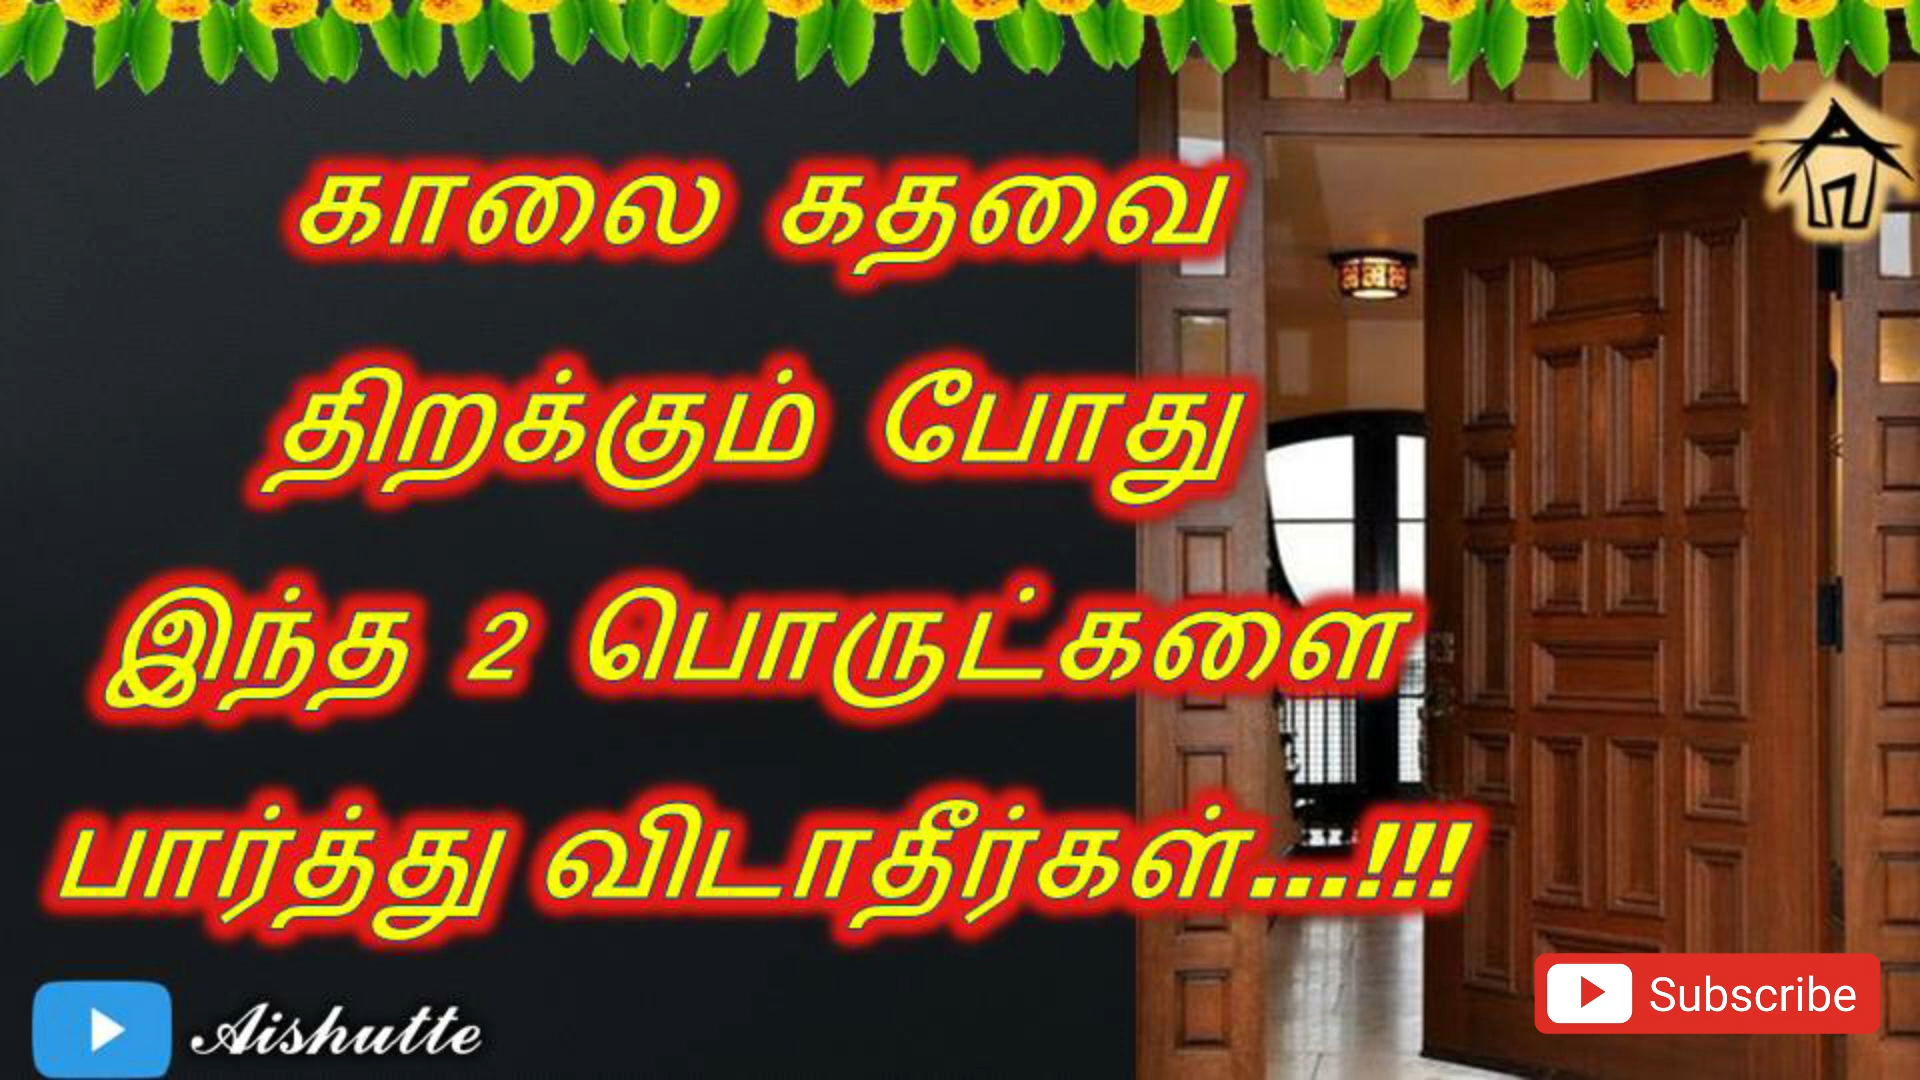 காலை கதவை
திறக்கும் போது
இந்த 2 பொருட்களை
பார்த்து விடாதீர்கள்...!!!
Aishutte
Subscribe